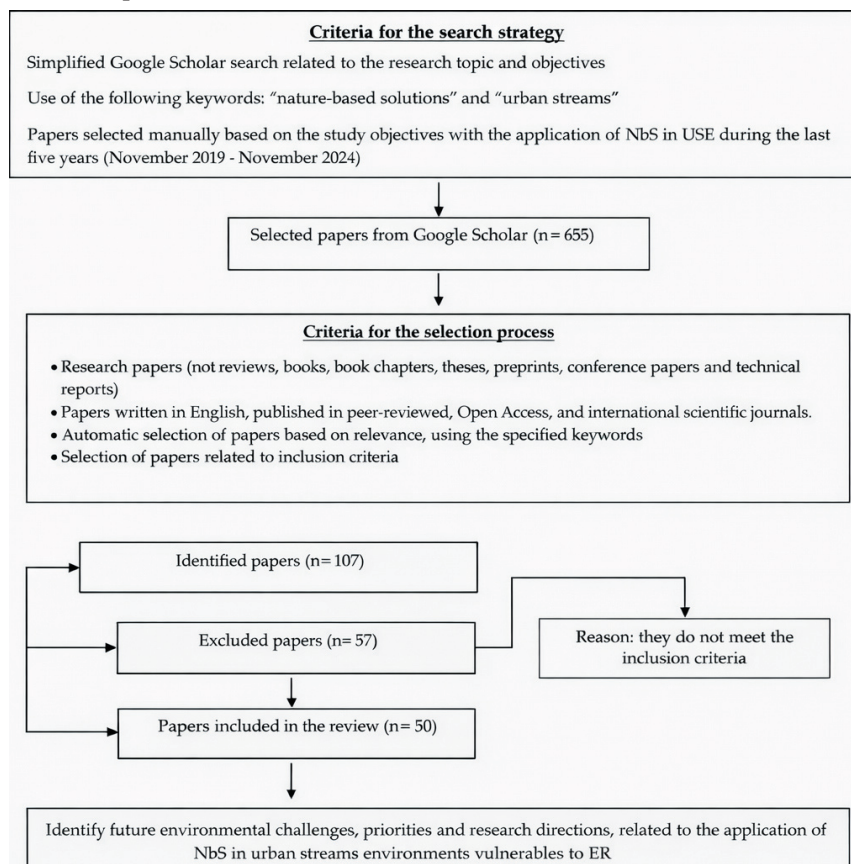 Criteria for the search strategy
Simplified Google Scholar search related to the research topic and objectives
Use of the following keywords: “nature-based solutions” and “urban streams”
Papers selected manually based on the study objectives with the application of NbS in USE during the last
five years (November 2019 - November 2024)
Selected papers from Google Scholar (n= 655)
Criteria for the selection process
• Research papers (not reviews, books, book chapters, theses, preprints, conference papers and technical
reports)
• Papers written in English, published in peer-reviewed, Open Access, and international scientific journals.
• Automatic selection of papers based on relevance, using the specified keywords
• Selection of papers related to inclusion criteria
Identified papers (n= 107)
Excluded papers (n= 57)
Reason: they do not meet the
inclusion criteria
Papers included in the review (n= 50)
Identify future environmental challenges, priorities and research directions, related to the application of
NbS in urban streams environments vulnerables to ER